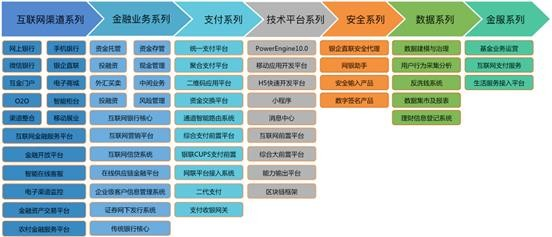 互联网渠道系列
金融业务系列
支付系列
技术平台系列
安全系列
数据系列
金服系列
网上银行
手机银行
微信银行
银企直联
互金门户
电子商城
O2O
智能柜台
渠道整合
移动展业
互联网金融服务平台
金融开放平台
智能在线客服
电子渠道监控
金融资产交易平台
农村金融服务平台
资金托管
资金存管
投融资
现金管理
外汇买卖
中间业务
投融资
风险管理
互联网银行核心
互联网营销平台
互联网信贷系统
在线供应链金融平台
企业级客户信息管理系统
证券网下发行系统
传统银行核心
统一支付平台
聚合支付平台
二维码应用平台
资金交换平台
通道智能路由系统
综合支付前置平台
银联CUPS支付前置
网联平台接入系统
二代支付
支付收银网关
PowerEngine10.0
移动应用开发平台
H5快速开发平台
小程序
消息中心
互联网前置平台
综合大前置平台
能力输出平台
区块链框架
银企直联安全代理
网银助手
安全输入产品
数字签名产品
数据建模与治理
用户行为采集分析
反洗钱系统
数据集市及报表
理财信息登记系统
基金业务运营
互联网支付服务
生活服务接入平台